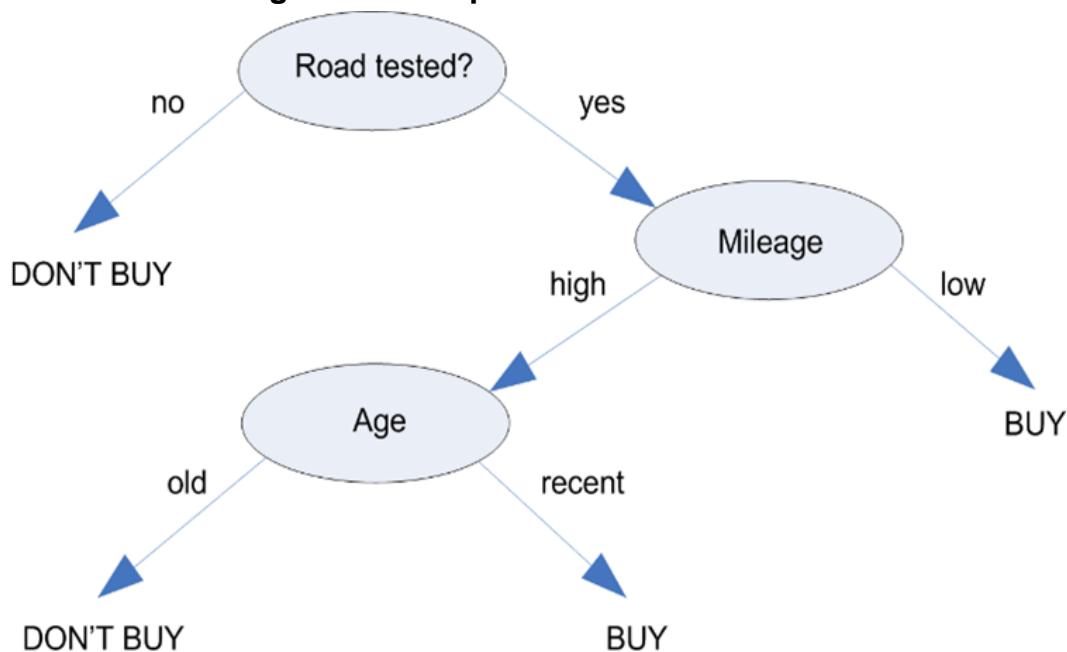 Road tested?
no
yes
Mileage
DON'T BUY
high
low
Age
BUY
old
recent
DON'T BUY
BUY